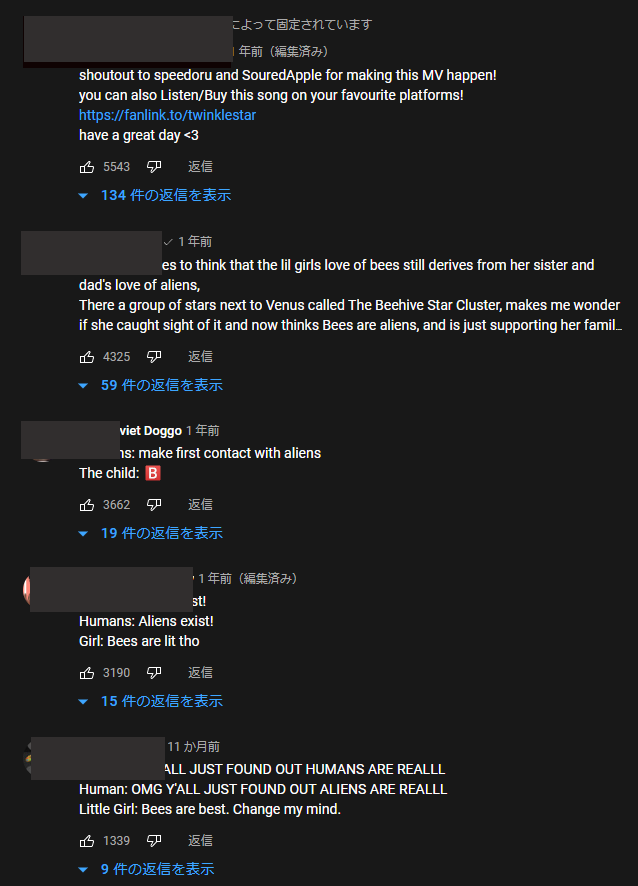 によって固定されています
1 年前（編集済み）
shoutout to speedoru and SouredApple for making this MV happen!
you can also Listen/Buy this song on your favourite platforms!
https://fanlink.to/twinklestar
have a great day <3
5543 返信
134 件の返信を表示
1 年前
es to think that the lil girls love of bees still derives from her sister and
dad's love of aliens,
There a group of stars next to Venus called The Beehive Star Cluster, makes me wonder
if she caught sight of it and now thinks Bees are aliens, and is just supporting her famil...
4325 返信
59 件の返信を表示
viet Doggo 1 年前
ns: make first contact with aliens
The child: 🅱
3662 返信
19 件の返信を表示
1 年前（編集済み）
st!
Humans: Aliens exist!
Girl: Bees are lit tho
3190 返信
15 件の返信を表示
11 か月前
ALL JUST FOUND OUT HUMANS ARE REALLL
Human: OMG Y'ALL JUST FOUND OUT ALIENS ARE REALLL
Little Girl: Bees are best. Change my mind.
1339 返信
9 件の返信を表示